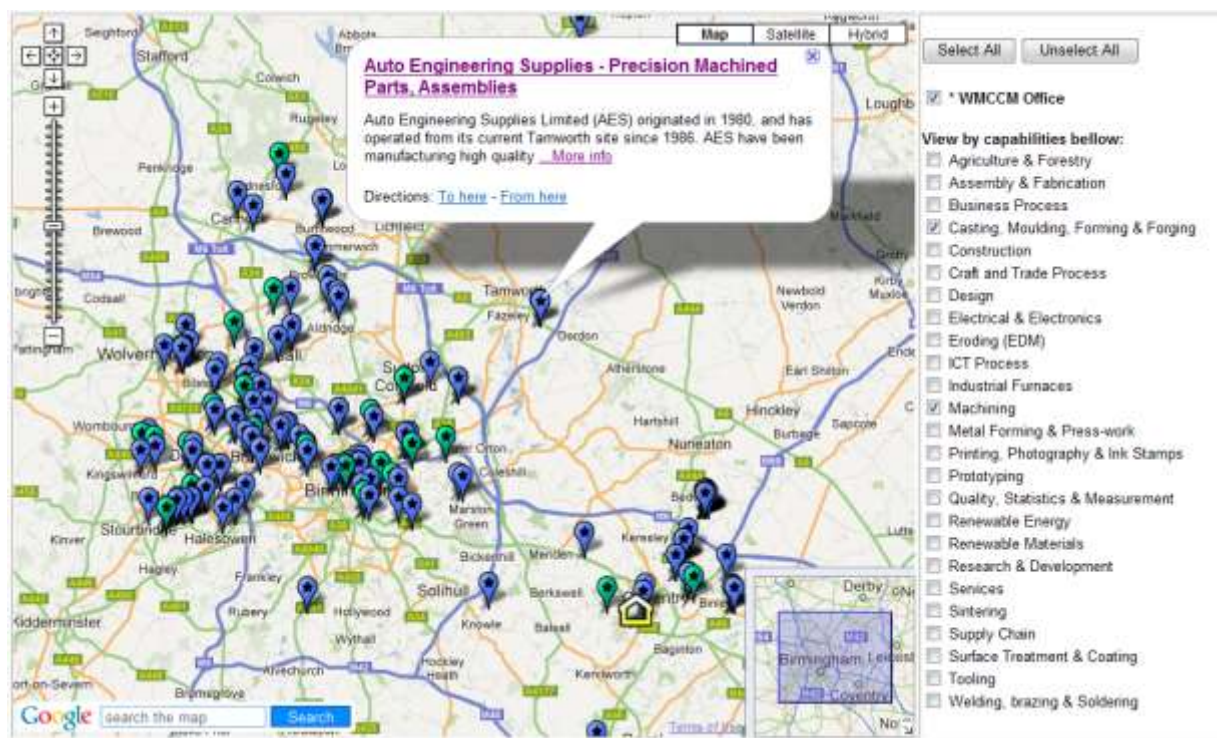 Map Satellite Hybrid
Auto Engineering Supplies - Precision Machined
Parts, Assemblies
Auto Engineering Supplies Limited (AES) originated in 1980, and has
operated from its current Tamworth site since 1986. AES have been
manufacturing high quality ...More info
Directions: To here - From here
Seighford
Stafford
Colwich
Rugeley
Penkridge
Brewood
Lichfield
Codsall
Aldridge
Fazeley
Dordon
Newbold
Verdon
Atherstone
Earl Shilton
Hinckley
Hartshill
Nuneaton
Burbage
Sapcote
Kingswinford
Coleshill
Stourbridge
Halesowen
Marston
Green
Kinver
Hagley
Frankley
Bickenhill
Keresley
Solihull
Berkswell
Rubery
Hollywood
Knowle
Balsall
Kidderminster
Wythall
Baginton
Alvechurch
Hockley
Heath
Kenilworth
Bromsgrove
Derby
Birmingham
Coventry
Google search the map Search
Select All Unselect All
* WMCCM Office
View by capabilities bellow:
Agriculture & Forestry
Assembly & Fabrication
Business Process
Casting, Moulding, Forming & Forging
Construction
Craft and Trade Process
Design
Electrical & Electronics
Eroding (EDM)
ICT Process
Industrial Furnaces
Machining
Metal Forming & Press-work
Printing, Photography & Ink Stamps
Prototyping
Quality, Statistics & Measurement
Renewable Energy
Renewable Materials
Research & Development
Services
Sintering
Supply Chain
Surface Treatment & Coating
Tooling
Welding, brazing & Soldering